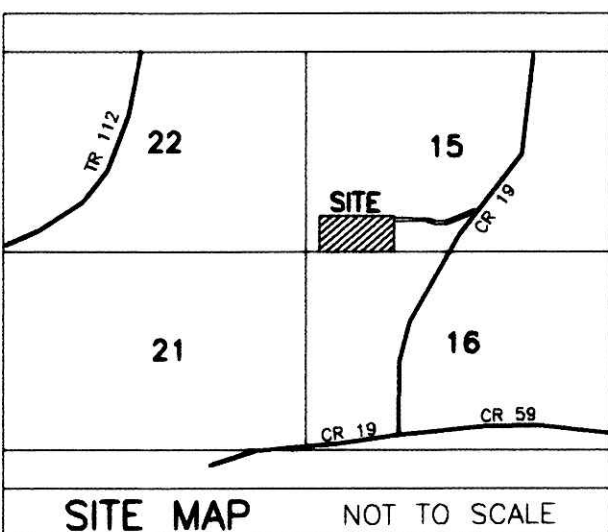 TR 112
22
15
SITE
CR 19
21
16
CR 19
CR 59
SITE MAP NOT TO SCALE